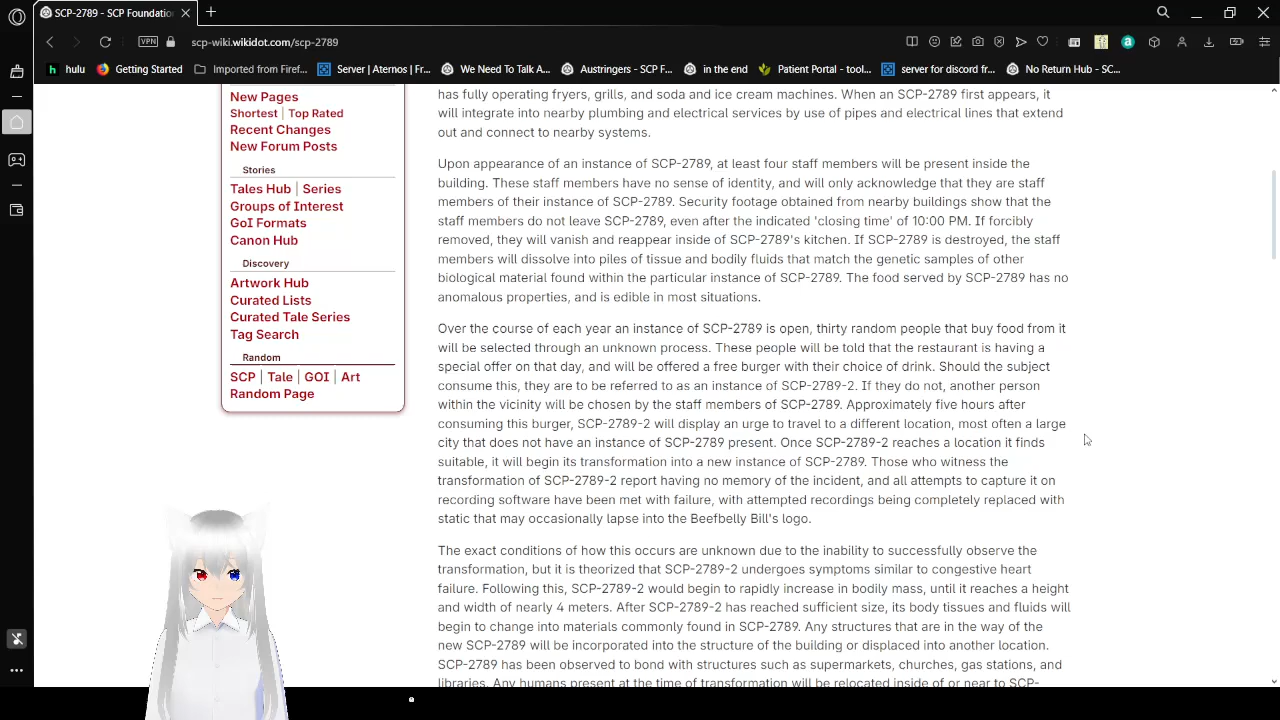 SCP-2789 - SCP Foundatio
scp-wiki.wikidot.com/scp-2789
VPN
hulu
Getting Started
Imported from Firef...
Server | Aternos | Fr...
We Need To Talk A...
Austringers - SCP F...
in the end
Patient Portal - tool...
server for discord fr...
No Return Hub - SC...
New Pages
Shortest | Top Rated
Recent Changes
New Forum Posts
Stories
Tales Hub | Series
Groups of Interest
GoI Formats
Canon Hub
Discovery
Artwork Hub
Curated Lists
Curated Tale Series
Tag Search
Random
SCP | Tale | GOI | Art
Random Page
has fully operating fryers, grills, and soda and ice cream machines. When an SCP-2789 first appears, it
will integrate into nearby plumbing and electrical services by use of pipes and electrical lines that extend
out and connect to nearby systems.
Upon appearance of an instance of SCP-2789, at least four staff members will be present inside the
building. These staff members have no sense of identity, and will only acknowledge that they are staff
members of their instance of SCP-2789. Security footage obtained from nearby buildings show that the
staff members do not leave SCP-2789, even after the indicated 'closing time' of 10:00 PM. If forcibly
removed, they will vanish and reappear inside of SCP-2789's kitchen. If SCP-2789 is destroyed, the staff
members will dissolve into piles of tissue and bodily fluids that match the genetic samples of other
biological material found within the particular instance of SCP-2789. The food served by SCP-2789 has no
anomalous properties, and is edible in most situations.
Over the course of each year an instance of SCP-2789 is open, thirty random people that buy food from it
will be selected through an unknown process. These people will be told that the restaurant is having a
special offer on that day, and will be offered a free burger with their choice of drink. Should the subject
consume this, they are to be referred to as an instance of SCP-2789-2. If they do not, another person
within the vicinity will be chosen by the staff members of SCP-2789. Approximately five hours after
consuming this burger, SCP-2789-2 will display an urge to travel to a different location, most often a large
city that does not have an instance of SCP-2789 present. Once SCP-2789-2 reaches a location it finds
suitable, it will begin its transformation into a new instance of SCP-2789. Those who witness the
transformation of SCP-2789-2 report having no memory of the incident, and all attempts to capture it on
recording software have been met with failure, with attempted recordings being completely replaced with
static that may occasionally lapse into the Beefbelly Bill's logo.
The exact conditions of how this occurs are unknown due to the inability to successfully observe the
transformation, but it is theorized that SCP-2789-2 undergoes symptoms similar to congestive heart
failure. Following this, SCP-2789-2 would begin to rapidly increase in bodily mass, until it reaches a height
and width of nearly 4 meters. After SCP-2789-2 has reached sufficient size, its body tissues and fluids will
begin to change into materials commonly found in SCP-2789. Any structures that are in the way of the
new SCP-2789 will be incorporated into the structure of the building or displaced into another location.
SCP-2789 has been observed to bond with structures such as supermarkets, churches, gas stations, and
libraries. Any humans present at the time of transformation will be relocated inside of or near to SCP-